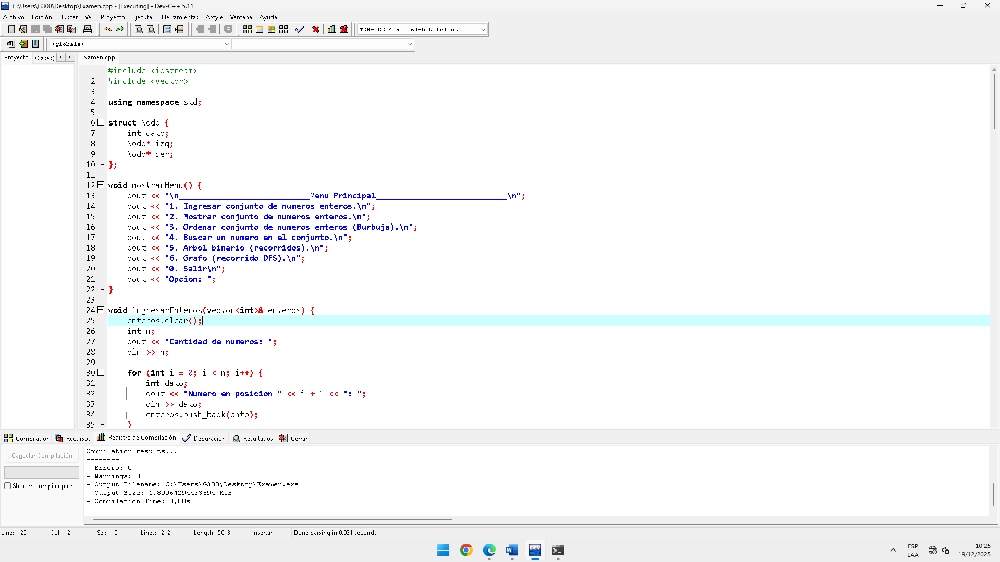 C:\Users\G300\Desktop\Examen.cpp - [Executing] - Dev-C++ 5.11
Archivo Edición Buscar Ver Proyecto Ejecutar Herramientas AStyle Ventana Ayuda
TDM-GCC 4.9.2 64-bit Release
(globals)
Proyecto Clases(F Examen.cpp
1 #include <iostream>
2 #include <vector>
3
4 using namespace std;
5
6 struct Nodo {
7     int dato;
8     Nodo* izq;
9     Nodo* der;
10 };
11
12 void mostrarMenu() {
13     cout << "\n____________________________Menu Principal____________________________\n";
14     cout << "1. Ingresar conjunto de numeros enteros.\n";
15     cout << "2. Mostrar conjunto de numeros enteros.\n";
16     cout << "3. Ordenar conjunto de numeros enteros (Burbuja).\n";
17     cout << "4. Buscar un numero en el conjunto.\n";
18     cout << "5. Arbol binario (recorridos).\n";
19     cout << "6. Grafo (recorrido DFS).\n";
20     cout << "0. Salir\n";
21     cout << "Opcion: ";
22 }
23
24 void ingresarEnteros(vector<int>& enteros) {
25     enteros.clear();
26     int n;
27     cout << "Cantidad de numeros: ";
28     cin >> n;
29
30     for (int i = 0; i < n; i++) {
31         int dato;
32         cout << "Numero en posicion " << i + 1 << ": ";
33         cin >> dato;
34         enteros.push_back(dato);
35     }
Compilador Recursos Registro de Compilación Depuración Resultados Cerrar
Cancelar Compilación
Shorten compiler paths
Compilation results...
--------
- Errors: 0
- Warnings: 0
- Output Filename: C:\Users\G300\Desktop\Examen.exe
- Output Size: 1,89964294433594 MiB
- Compilation Time: 0,80s
Line: 25 Col: 21 Sel: 0 Lines: 212 Length: 5013 Insertar Done parsing in 0,031 seconds
DEV
ESP
LAA
10:25
19/12/2025